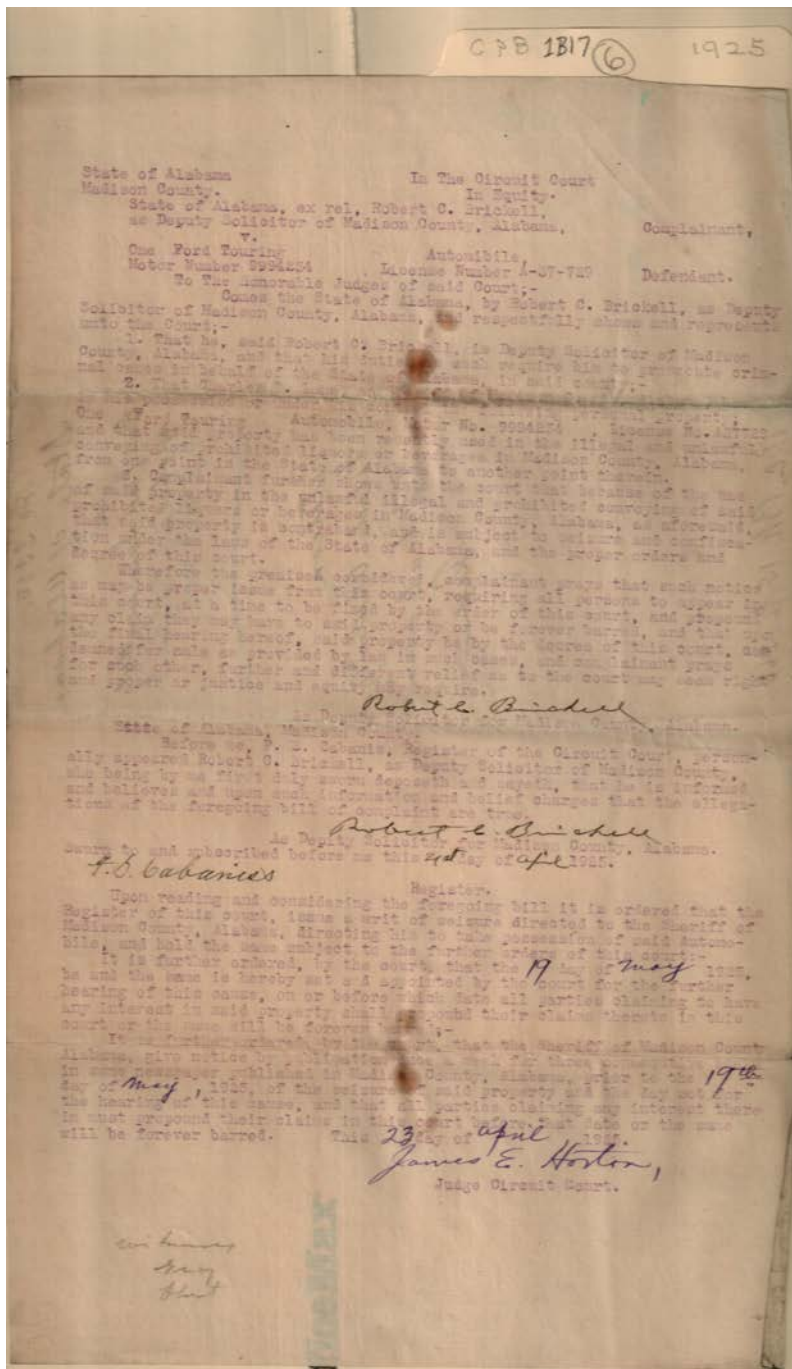 CPB 1B17 6 1925
State of Alabama In The Circuit Court
Madison County. In Equity.
State of Alabama, ex rel, Robert C. Brickell,
as Deputy Solicitor of Madison County, Alabama, Complainant,
v.
One Ford Touring Automibile,
Motor Number 9994254 License Number A-37-729 Defendant.
To The Honorable Judges of said Court;-
Comes the State of Alabama, by Robert C. Brickell, as Deputy
Solicitor of Madison County, Alabama, and respectfully shows and represents
unto the Court;-
1. That he, said Robert C. Brickell, is Deputy Solicitor of Madison
County, Alabama, and that his duties as such require him to prosecute crim-
nal cases in behalf of the State of Alabama, in said court;-
2. That
One Ford Touring Automobile, Motor No. 9994254 License No.
and that said property has been recently used in the illegal and unlawful
conveying of prohibited liquors or beverages in Madison County, Alabama,
from one point in the State of Alabama to another point therein.
3. Complainant further shows unto the court that because of the use
of said property in the unlawful illegal and prohibited conveying of said
prohibited liquors or beverages in Madison County, Alabama, as aforesaid,
that said property is contraband, and is subject to seizure and confisca-
tion under the laws of the State of Alabama, and the proper orders and
decree of this court.
Wherefore the premises considered, complainant prays that such notice
as may be proper issue from this court, requiring all persons to appear in
this court, at a time to be fixed by the order of this court, and propound
any claim they may have to said property or be forever barred, and that upon
the final hearing hereof, said property be by the decree of this court,
for sale as provided by law in such cases, and complainant prays
for such other, further and different relief as to the court may seem right
and proper as justice and equity may require.
Robert C. Brickell
as Deputy Solicitor for Madison County, Alabama.
State of Alabama, Madison County.
Before me, P. D. Cabanis, Register of the Circuit Court, person-
ally appeared Robert C. Brickell, as Deputy Solicitor of Madison County,
who being by me first duly sworn deposeth and sayeth, that he is informed
and believes and upon such information and belief charges that the allega-
tions of the foregoing bill of complaint are true.
Robert C. Brickell
As Deputy Solicitor for Madison County, Alabama.
Sworn to and subscribed before me this 21st day of April 1925.
P. D. Cabaniss
Register.
Upon reading and considering the foregoing bill it is ordered that the
Register of this court, issue a writ of seizure directed to the Sheriff of
Madison County, Alabama, directing him to take possession of said automo-
bile, and hold the same subject to the further orders of this court;-
It is further ordered, by the court, that the 19 day of May 1925,
be and the same is hereby set and appointed by the court for the further
hearing of this cause, on or before which date all parties claiming to have
any interest in said property shall propound their claims thereto in this
court or the same will be forever barred;-
It is further ordered, by the court, that the Sheriff of Madison County
Alabama, give notice by publication once a week for three
in some newspaper published in Madison County, Alabama, prior to the 19th
day of May, 1925, of the seizure of said property and the day set for
the hearing of this cause, and that all parties claiming any interest there
in must propound their claims in this court by or that date or the same
will be forever barred. This 23 day of April 1925.
James E. Horton,
Judge Circuit Court.